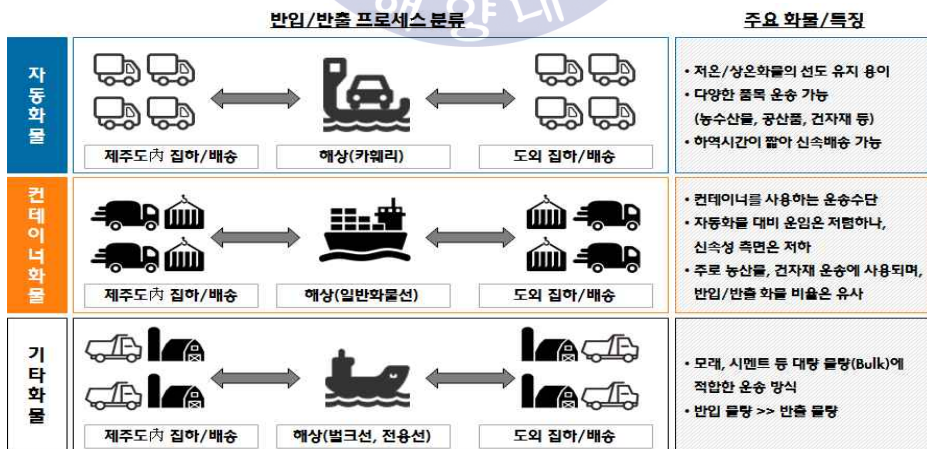 해양대
반입/반출 프로세스 분류
주요 화물/특징
자동화물
제주도內 집하/배송
해상(카훼리)
도외 집하/배송
• 저온/상온화물의 선도 유지 용이
• 다양한 품목 운송 가능
(농수산물, 공산품, 건자재 등)
• 하역시간이 짧아 신속배송 가능
컨테이너화물
제주도內 집하/배송
해상(일반화물선)
도외 집하/배송
• 컨테이너를 사용하는 운송수단
• 자동화물 대비 운임은 저렴하나,
신속성 측면은 저하
• 주로 농산물, 건자재 운송에 사용되며,
반입/반출 화물 비율은 유사
기타화물
제주도內 집하/배송
해상(벌크선, 전용선)
도외 집하/배송
• 모래, 시멘트 등 대량 물량(Bulk)에
적합한 운송 방식
• 반입 물량 >> 반출 물량